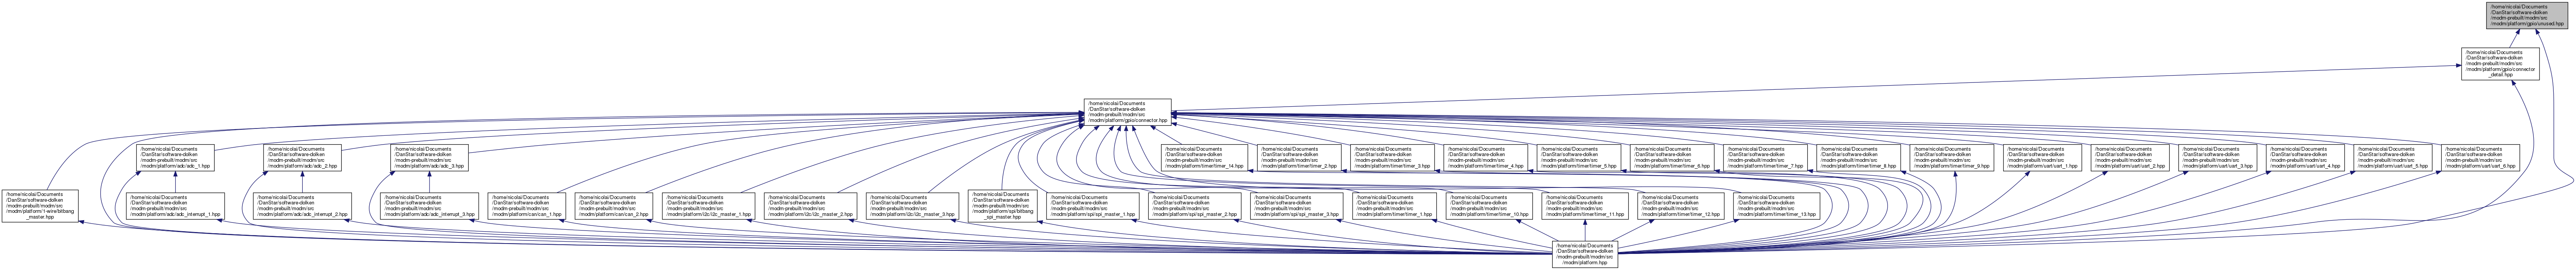 /home/nicolai/Documents
/DanStar/software-dolken
/modm-prebuilt/modm/src
/modm/platform/gpio/unused.hpp
/home/nicolai/Documents
/DanStar/software-dolken
/modm-prebuilt/modm/src
/modm/platform/gpio/connector
_detail.hpp
/home/nicolai/Documents
/DanStar/software-dolken
/modm-prebuilt/modm/src
/modm/platform/gpio/connector.hpp
/home/nicolai/Documents
/DanStar/software-dolken
/modm-prebuilt/modm/src
/modm/platform/adc/adc_1.hpp
/home/nicolai/Documents
/DanStar/software-dolken
/modm-prebuilt/modm/src
/modm/platform/adc/adc_2.hpp
/home/nicolai/Documents
/DanStar/software-dolken
/modm-prebuilt/modm/src
/modm/platform/adc/adc_3.hpp
/home/nicolai/Documents
/DanStar/software-dolken
/modm-prebuilt/modm/src
/modm/platform/timer/timer_14.hpp
/home/nicolai/Documents
/DanStar/software-dolken
/modm-prebuilt/modm/src
/modm/platform/timer/timer_2.hpp
/home/nicolai/Documents
/DanStar/software-dolken
/modm-prebuilt/modm/src
/modm/platform/timer/timer_3.hpp
/home/nicolai/Documents
/DanStar/software-dolken
/modm-prebuilt/modm/src
/modm/platform/timer/timer_4.hpp
/home/nicolai/Documents
/DanStar/software-dolken
/modm-prebuilt/modm/src
/modm/platform/timer/timer_5.hpp
/home/nicolai/Documents
/DanStar/software-dolken
/modm-prebuilt/modm/src
/modm/platform/timer/timer_6.hpp
/home/nicolai/Documents
/DanStar/software-dolken
/modm-prebuilt/modm/src
/modm/platform/timer/timer_7.hpp
/home/nicolai/Documents
/DanStar/software-dolken
/modm-prebuilt/modm/src
/modm/platform/timer/timer_8.hpp
/home/nicolai/Documents
/DanStar/software-dolken
/modm-prebuilt/modm/src
/modm/platform/timer/timer_9.hpp
/home/nicolai/Documents
/DanStar/software-dolken
/modm-prebuilt/modm/src
/modm/platform/uart/uart_1.hpp
/home/nicolai/Documents
/DanStar/software-dolken
/modm-prebuilt/modm/src
/modm/platform/uart/uart_2.hpp
/home/nicolai/Documents
/DanStar/software-dolken
/modm-prebuilt/modm/src
/modm/platform/uart/uart_3.hpp
/home/nicolai/Documents
/DanStar/software-dolken
/modm-prebuilt/modm/src
/modm/platform/uart/uart_4.hpp
/home/nicolai/Documents
/DanStar/software-dolken
/modm-prebuilt/modm/src
/modm/platform/uart/uart_5.hpp
/home/nicolai/Documents
/DanStar/software-dolken
/modm-prebuilt/modm/src
/modm/platform/uart/uart_6.hpp
/home/nicolai/Documents
/DanStar/software-dolken
/modm-prebuilt/modm/src
/modm/platform/1-wire/bitbang
_master.hpp
/home/nicolai/Documents
/DanStar/software-dolken
/modm-prebuilt/modm/src
/modm/platform/adc/adc_interrupt_1.hpp
/home/nicolai/Documents
/DanStar/software-dolken
/modm-prebuilt/modm/src
/modm/platform/adc/adc_interrupt_2.hpp
/home/nicolai/Documents
/DanStar/software-dolken
/modm-prebuilt/modm/src
/modm/platform/adc/adc_interrupt_3.hpp
/home/nicolai/Documents
/DanStar/software-dolken
/modm-prebuilt/modm/src
/modm/platform/can/can_1.hpp
/home/nicolai/Documents
/DanStar/software-dolken
/modm-prebuilt/modm/src
/modm/platform/can/can_2.hpp
/home/nicolai/Documents
/DanStar/software-dolken
/modm-prebuilt/modm/src
/modm/platform/i2c/i2c_master_1.hpp
/home/nicolai/Documents
/DanStar/software-dolken
/modm-prebuilt/modm/src
/modm/platform/i2c/i2c_master_2.hpp
/home/nicolai/Documents
/DanStar/software-dolken
/modm-prebuilt/modm/src
/modm/platform/i2c/i2c_master_3.hpp
/home/nicolai/Documents
/DanStar/software-dolken
/modm-prebuilt/modm/src
/modm/platform/spi/bitbang
_spi_master.hpp
/home/nicolai/Documents
/DanStar/software-dolken
/modm-prebuilt/modm/src
/modm/platform/spi/spi_master_1.hpp
/home/nicolai/Documents
/DanStar/software-dolken
/modm-prebuilt/modm/src
/modm/platform/spi/spi_master_2.hpp
/home/nicolai/Documents
/DanStar/software-dolken
/modm-prebuilt/modm/src
/modm/platform/spi/spi_master_3.hpp
/home/nicolai/Documents
/DanStar/software-dolken
/modm-prebuilt/modm/src
/modm/platform/timer/timer_1.hpp
/home/nicolai/Documents
/DanStar/software-dolken
/modm-prebuilt/modm/src
/modm/platform/timer/timer_10.hpp
/home/nicolai/Documents
/DanStar/software-dolken
/modm-prebuilt/modm/src
/modm/platform/timer/timer_11.hpp
/home/nicolai/Documents
/DanStar/software-dolken
/modm-prebuilt/modm/src
/modm/platform/timer/timer_12.hpp
/home/nicolai/Documents
/DanStar/software-dolken
/modm-prebuilt/modm/src
/modm/platform/timer/timer_13.hpp
/home/nicolai/Documents
/DanStar/software-dolken
/modm-prebuilt/modm/src
/modm/platform.hpp